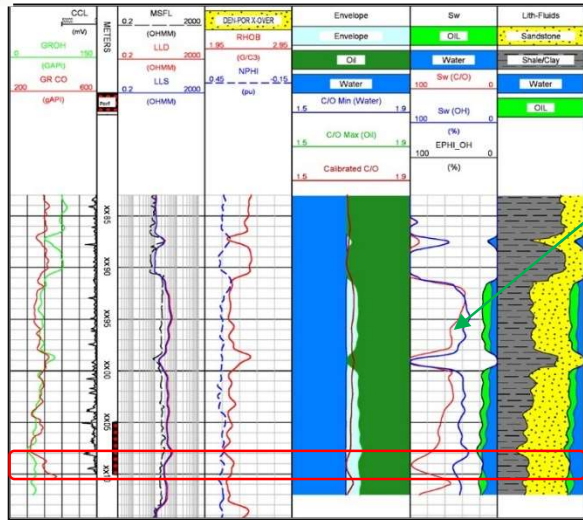 CCL
(mV)
GROH
0 150
(GAPI)
GR CO
200 600
(gAPI)
METERS
Perf
MSFL
0.2 2000
(OHMM)
LLD
0.2 2000
(OHMM)
LLS
0.2 2000
(OHMM)
DEN-POR X-OVER
RHOB
1.95 2.95
(G/C3)
NPHI
0.45 -0.15
(pu)
Envelope
Envelope
Oil
Water
C/O Min (Water)
1.5 1.9
C/O Max (Oil)
1.5 1.9
Calibrated C/O
1.5 1.9
Sw
OIL
Water
Sw (C/O)
100 0
Sw (OH)
100 0
(%)
EPHI_OH
100 0
(%)
Lith-Fluids
Sandstone
Shale/Clay
Water
OIL
XX85
XX90
XX95
XX00
XX05